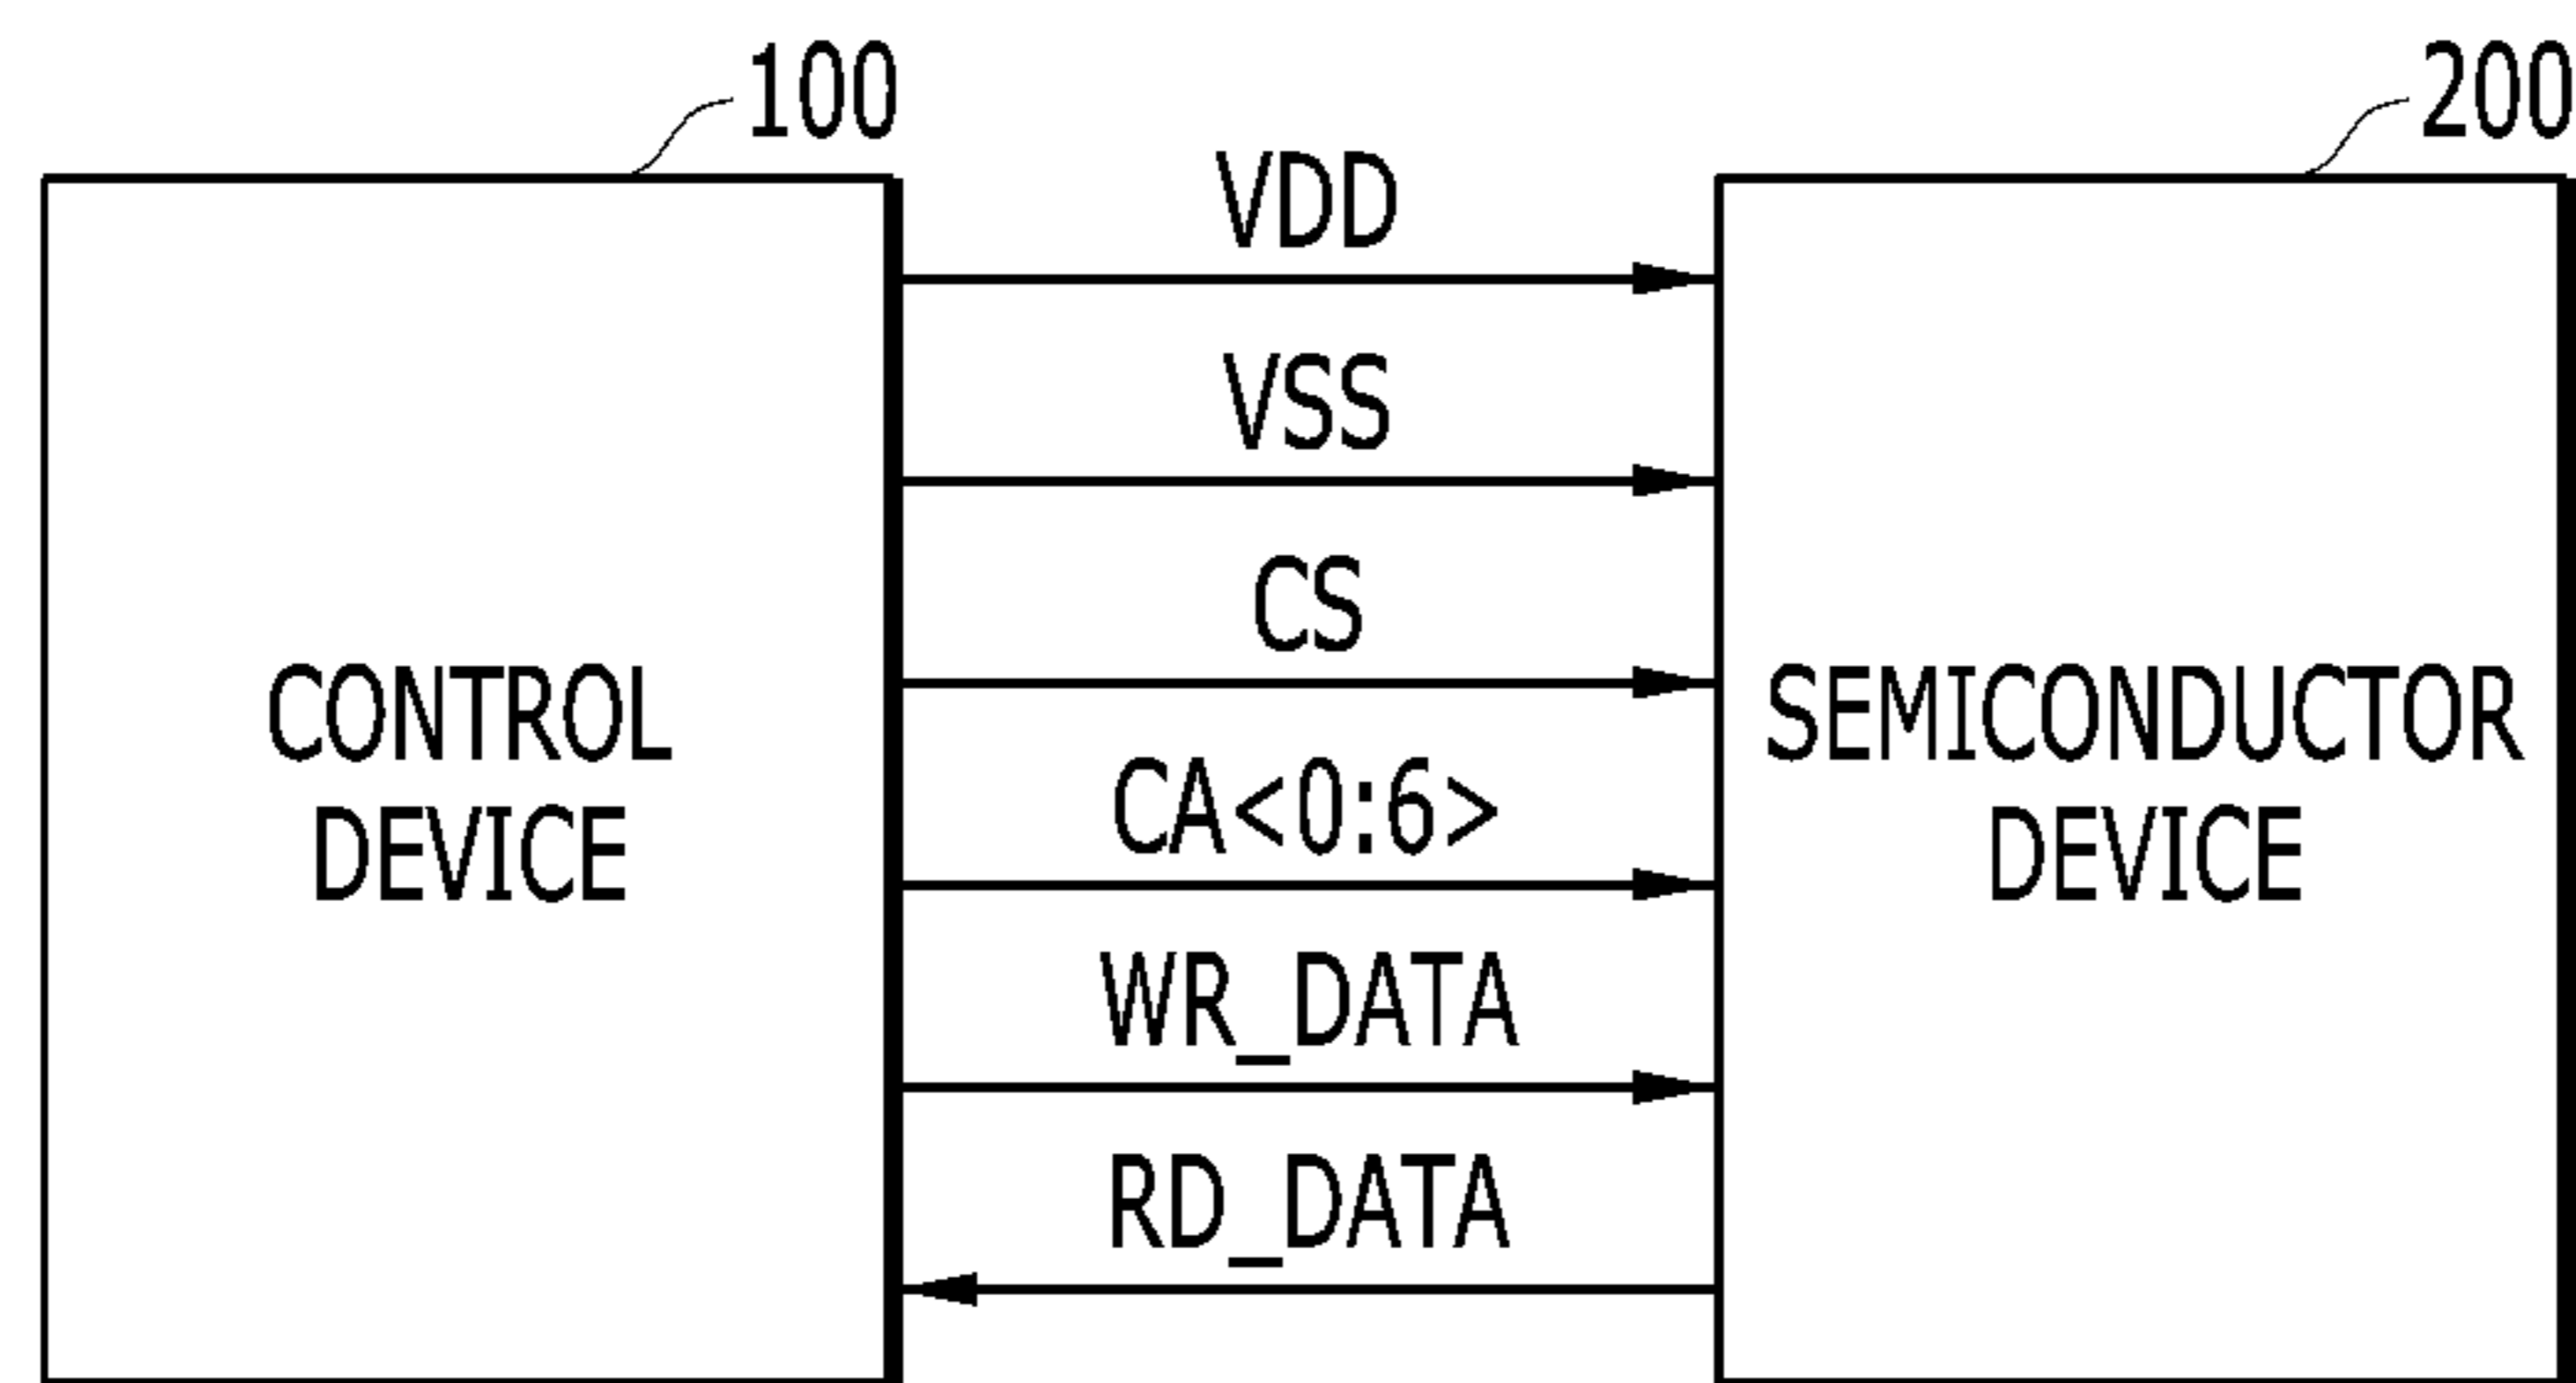 100
200
VDD
VSS
CS
CONTROL
DEVICE
CA<0:6>
SEMICONDUCTOR
DEVICE
WR_DATA
RD_DATA